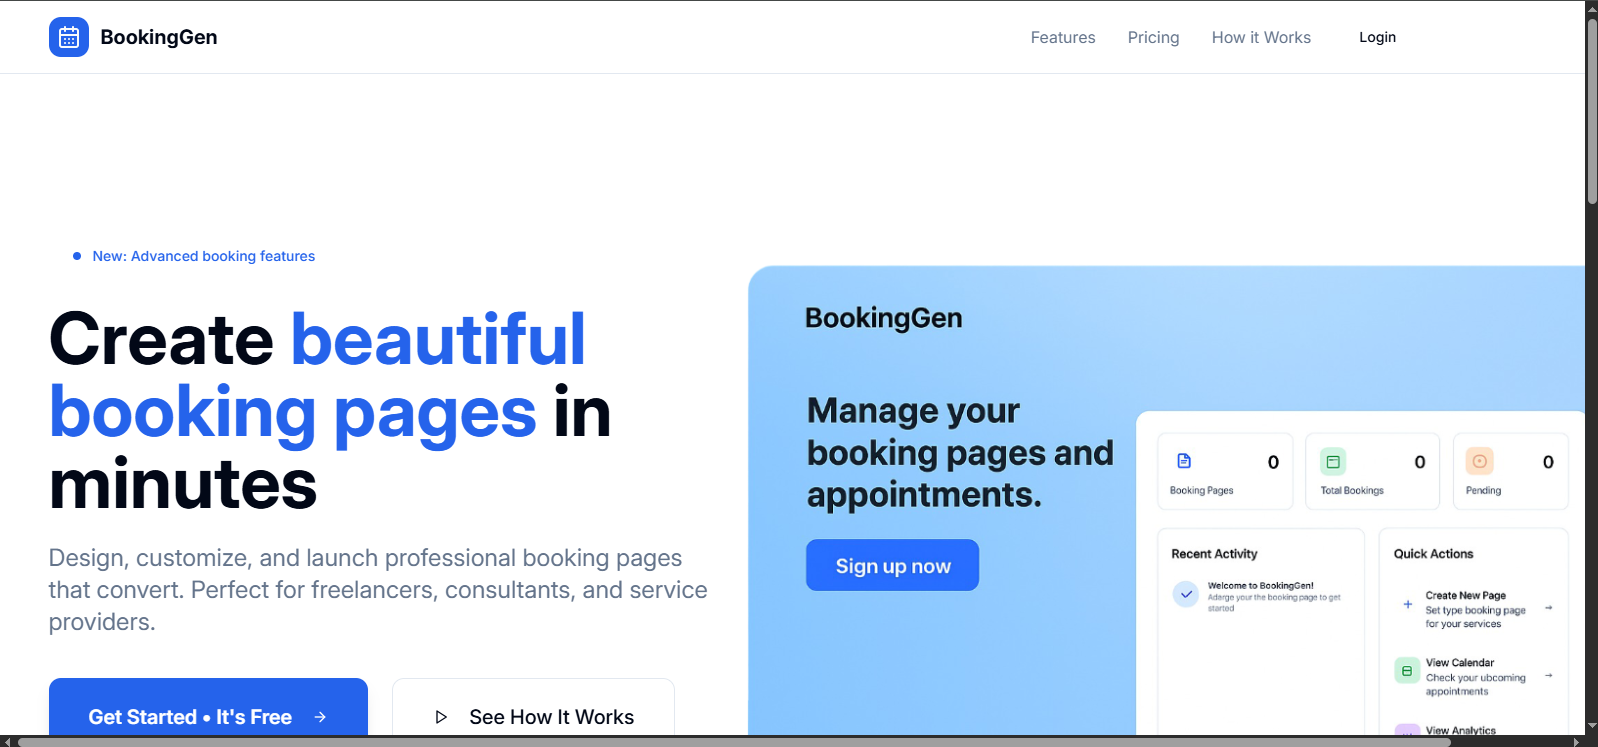 BookingGen
Features
Pricing
How it Works
Login
New: Advanced booking features
Create beautiful
booking pages in
minutes
Design, customize, and launch professional booking pages
that convert. Perfect for freelancers, consultants, and service
providers.
Get Started • It's Free
See How It Works
BookingGen
Manage your
booking pages and
appointments.
Sign up now
0
Booking Pages
0
Total Bookings
0
Pending
Recent Activity
Welcome to BookingGen!
Adarge your the booking page to get
started
Quick Actions
Create New Page
Set type booking page
for your services
View Calendar
Check your ubcoming
appointments
View Analytics